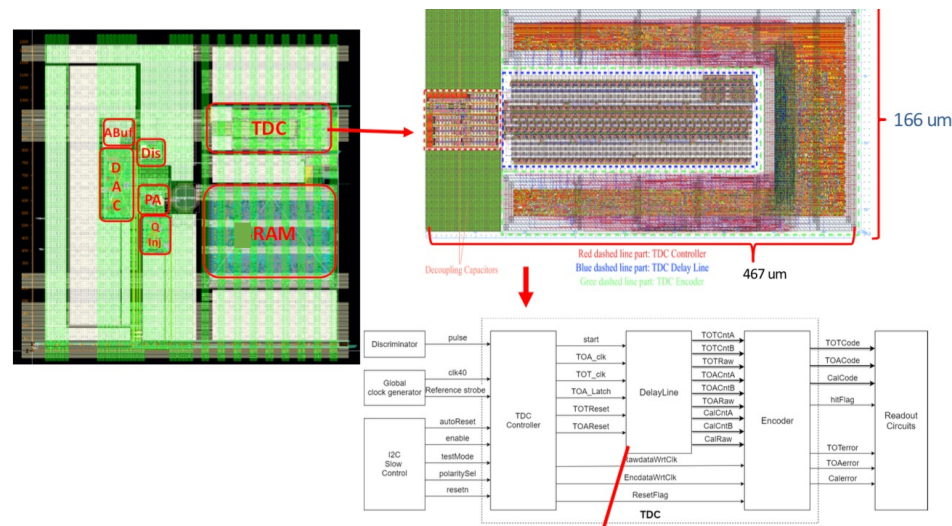 ABuf
Dis
D
A
C
PA
Q
Inj
TDC
RAM
166 um
467 um
Decoupling Capacitors
Red dashed line part: TDC Controller
Blue dashed line part: TDC Delay Line
Gree dashed line part: TDC Encoder
Discriminator
pulse
Global
clock generator
clk40
Reference strobe
I2C
Slow
Control
autoReset
enable
testMode
polaritySel
resetn
TDC
Controller
start
TOA_clk
TOT_clk
TOA_Latch
TOTReset
TOAReset
DelayLine
TOTCntA
TOTCntB
TOTRaw
TOACntA
TOACntB
TOARaw
CalCntA
CalCntB
CalRaw
RawdataWrtClk
EncdataWrtClk
ResetFlag
Encoder
TOTCode
TOACode
CalCode
hitFlag
TOTerror
TOAerror
Calerror
Readout
Circuits
TDC